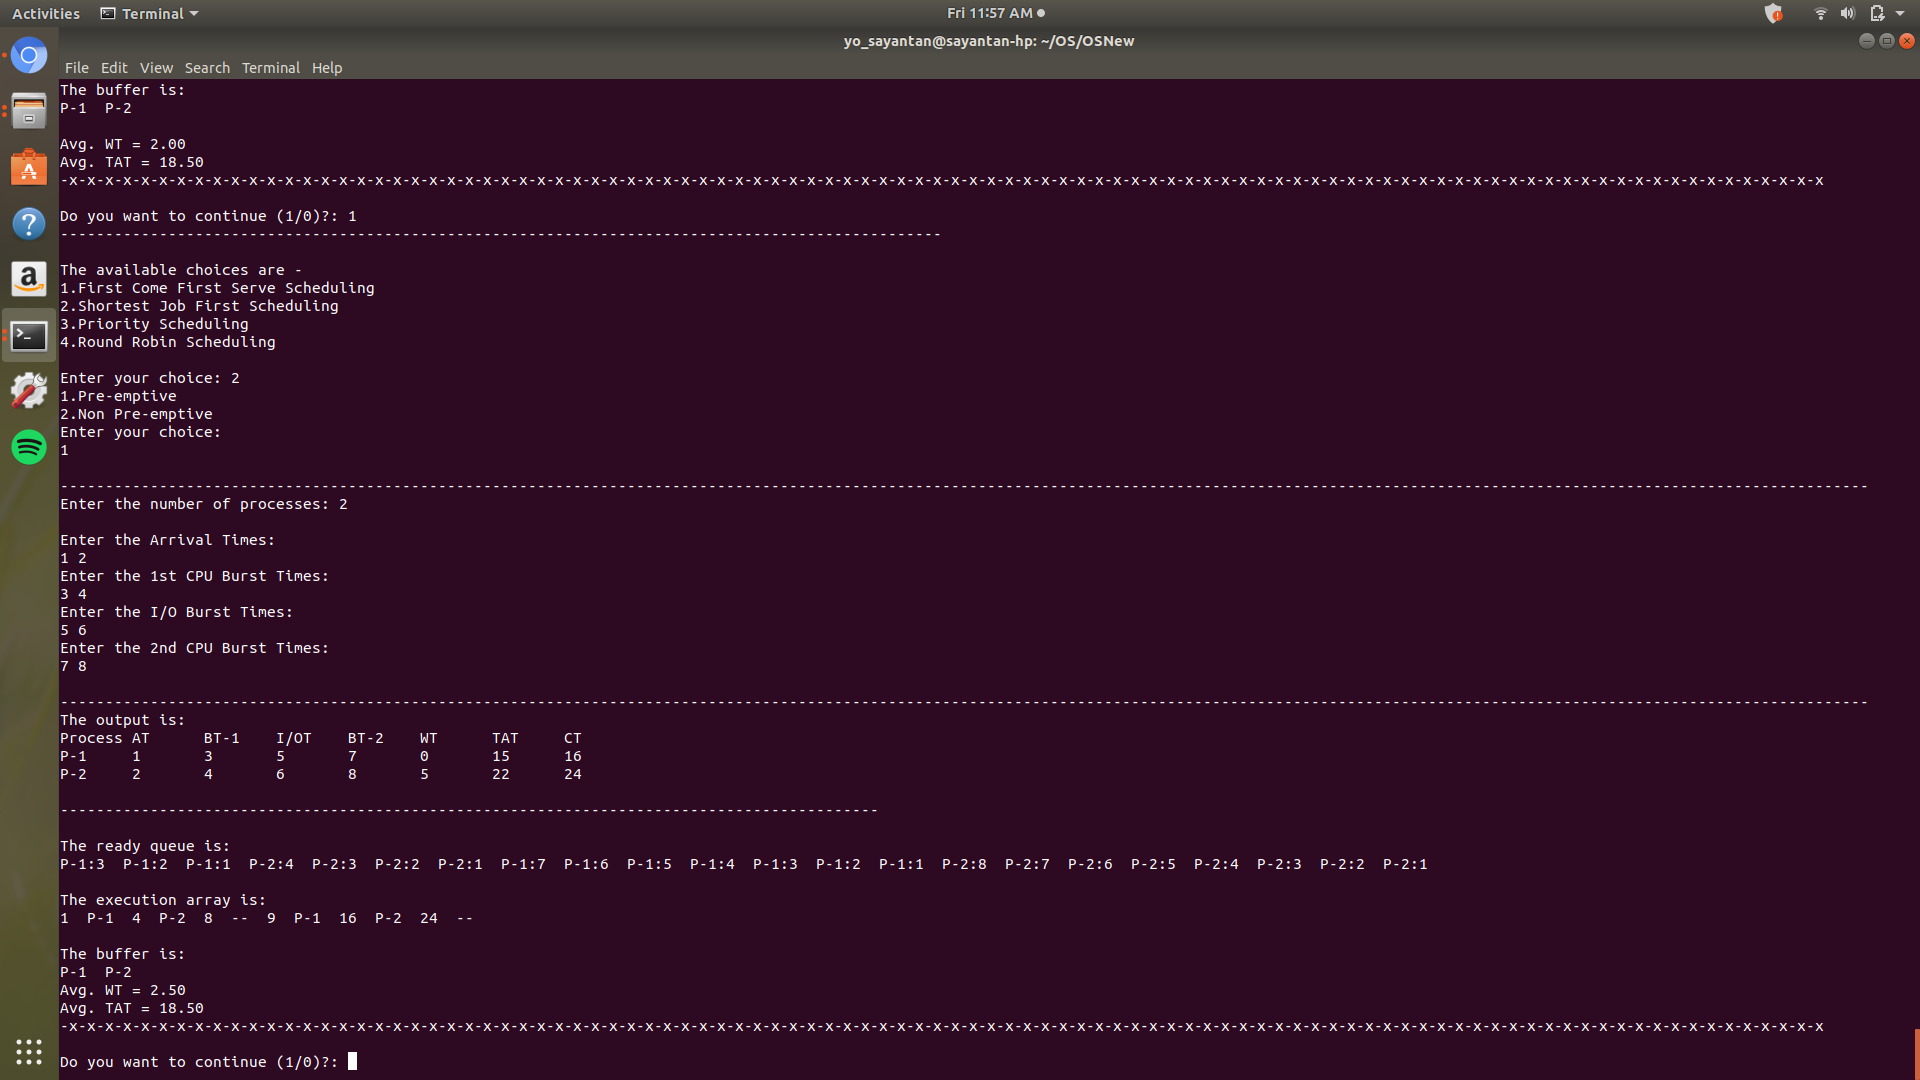 Activities Terminal Fri 11:57 AM
yo_sayantan@sayantan-hp: ~/OS/OSNew
File Edit View Search Terminal Help
The buffer is:
P-1  P-2
Avg. WT = 2.00
Avg. TAT = 18.50
-x-x-x-x-x-x-x-x-x-x-x-x-x-x-x-x-x-x-x-x-x-x-x-x-x-x-x-x-x-x-x-x-x-x-x-x-x-x-x-x-x-x-x-x-x-x-x-x-x-x-x-x-x-x-x-x-x-x-x-x-x-x-x-x-x-x-x-x-x-x-x-x-x-x-x-x-x-x-x-x-x-x-x-x-x-x-x-x-x-x-x-x-x-x-x-x-x-x
Do you want to continue (1/0)?: 1
--------------------------------------------------------------------------------------------------
The available choices are -
1.First Come First Serve Scheduling
2.Shortest Job First Scheduling
3.Priority Scheduling
4.Round Robin Scheduling
Enter your choice: 2
1.Pre-emptive
2.Non Pre-emptive
Enter your choice:
1
---------------------------------------------------------------------------------------------------------------------------------------------------------------------------------------------------------
Enter the number of processes: 2
Enter the Arrival Times:
1 2
Enter the 1st CPU Burst Times:
3 4
Enter the I/O Burst Times:
5 6
Enter the 2nd CPU Burst Times:
7 8
---------------------------------------------------------------------------------------------------------------------------------------------------------------------------------------------------------
The output is:
Process AT      BT-1    I/OT    BT-2    WT      TAT     CT
P-1     1       3       5       7       0       15      16
P-2     2       4       6       8       5       22      24
-------------------------------------------------------------------------------------------
The ready queue is:
P-1:3  P-1:2  P-1:1  P-2:4  P-2:3  P-2:2  P-2:1  P-1:7  P-1:6  P-1:5  P-1:4  P-1:3  P-1:2  P-1:1  P-2:8  P-2:7  P-2:6  P-2:5  P-2:4  P-2:3  P-2:2  P-2:1
The execution array is:
1  P-1  4  P-2  8  --  9  P-1  16  P-2  24  --
The buffer is:
P-1  P-2
Avg. WT = 2.50
Avg. TAT = 18.50
-x-x-x-x-x-x-x-x-x-x-x-x-x-x-x-x-x-x-x-x-x-x-x-x-x-x-x-x-x-x-x-x-x-x-x-x-x-x-x-x-x-x-x-x-x-x-x-x-x-x-x-x-x-x-x-x-x-x-x-x-x-x-x-x-x-x-x-x-x-x-x-x-x-x-x-x-x-x-x-x-x-x-x-x-x-x-x-x-x-x-x-x-x-x-x-x-x-x
Do you want to continue (1/0)?: